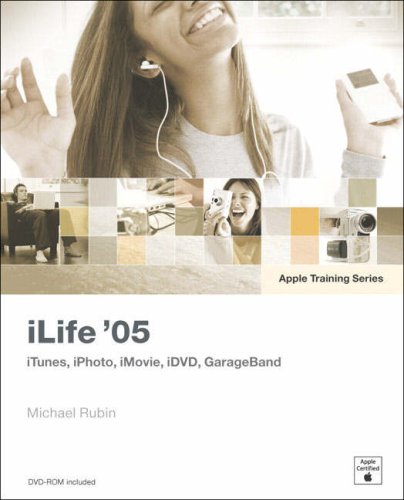 Apple Training Series
iLife ’05
iTunes, iPhoto, iMovie, iDVD, GarageBand
Michael Rubin
Apple
Certified
DVD-ROM included